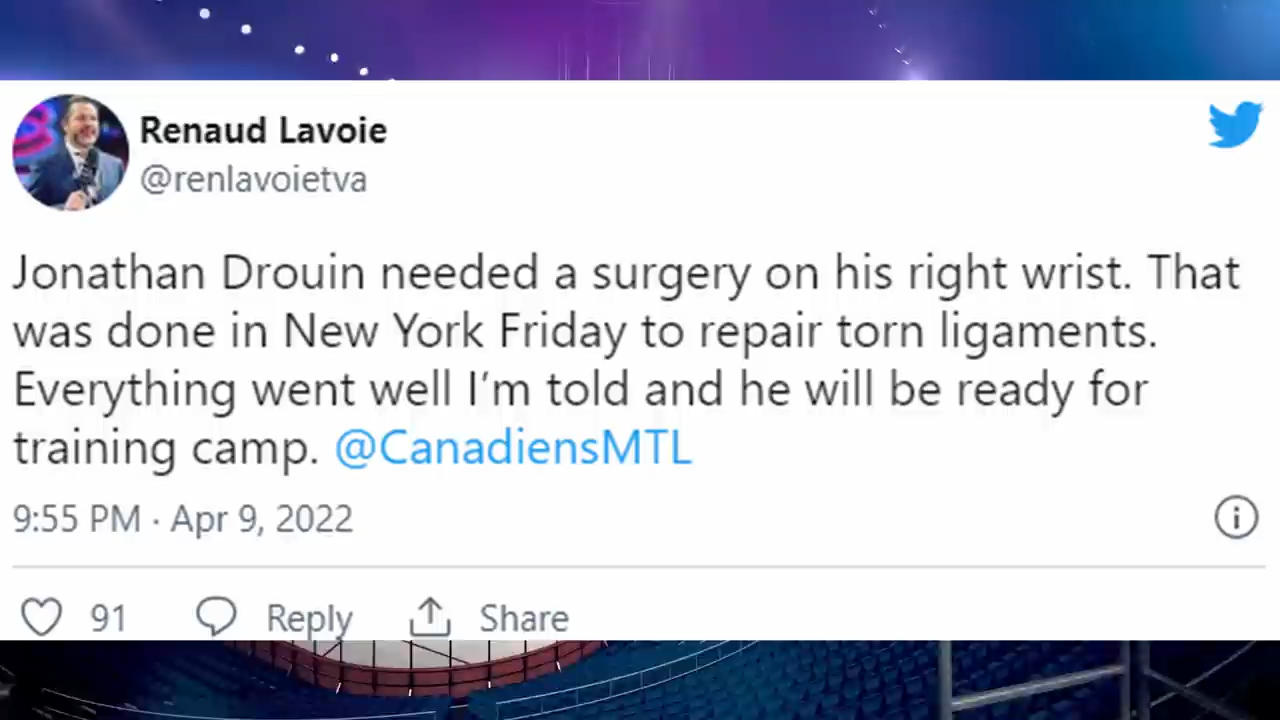 Renaud Lavoie
@renlavoietva
Jonathan Drouin needed a surgery on his right wrist. That
was done in New York Friday to repair torn ligaments.
Everything went well I’m told and he will be ready for
training camp. @CanadiensMTL
9:55 PM · Apr 9, 2022
91 Reply Share